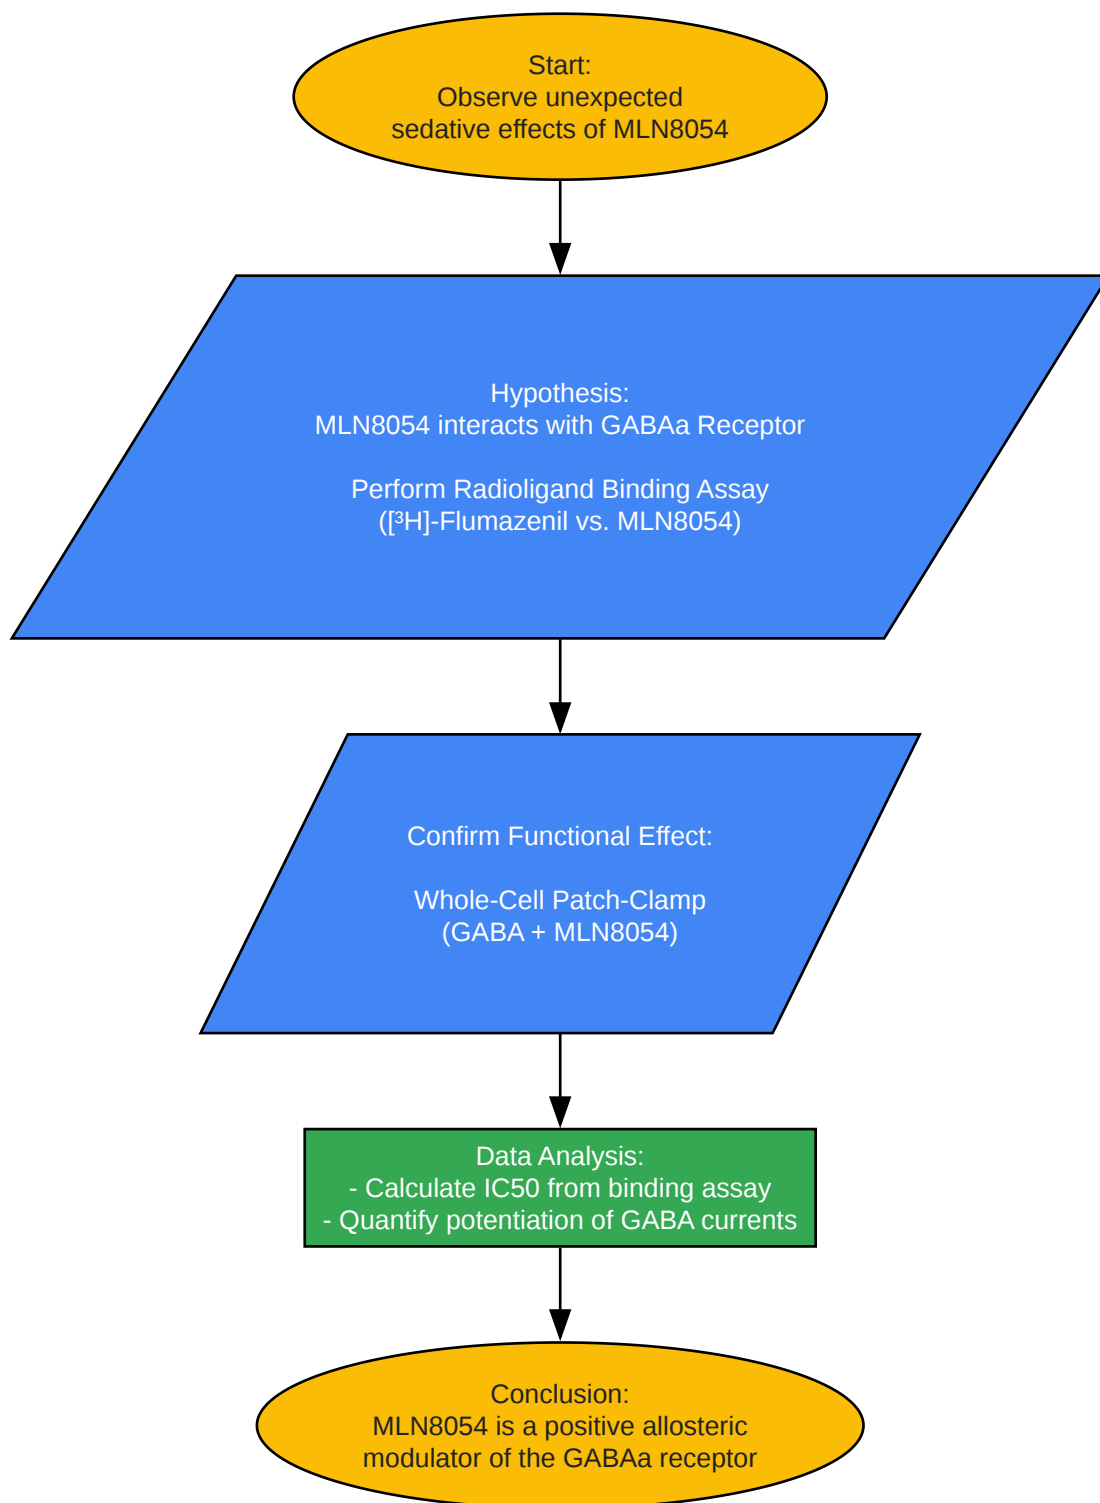 Start:
Observe unexpected
sedative effects of MLN8054
Hypothesis:
MLN8054 interacts with GABAa Receptor
Perform Radioligand Binding Assay
([³H]-Flumazenil vs. MLN8054)
Confirm Functional Effect:
Whole-Cell Patch-Clamp
(GABA + MLN8054)
Data Analysis:
- Calculate IC50 from binding assay
- Quantify potentiation of GABA currents
Conclusion:
MLN8054 is a positive allosteric
modulator of the GABAa receptor